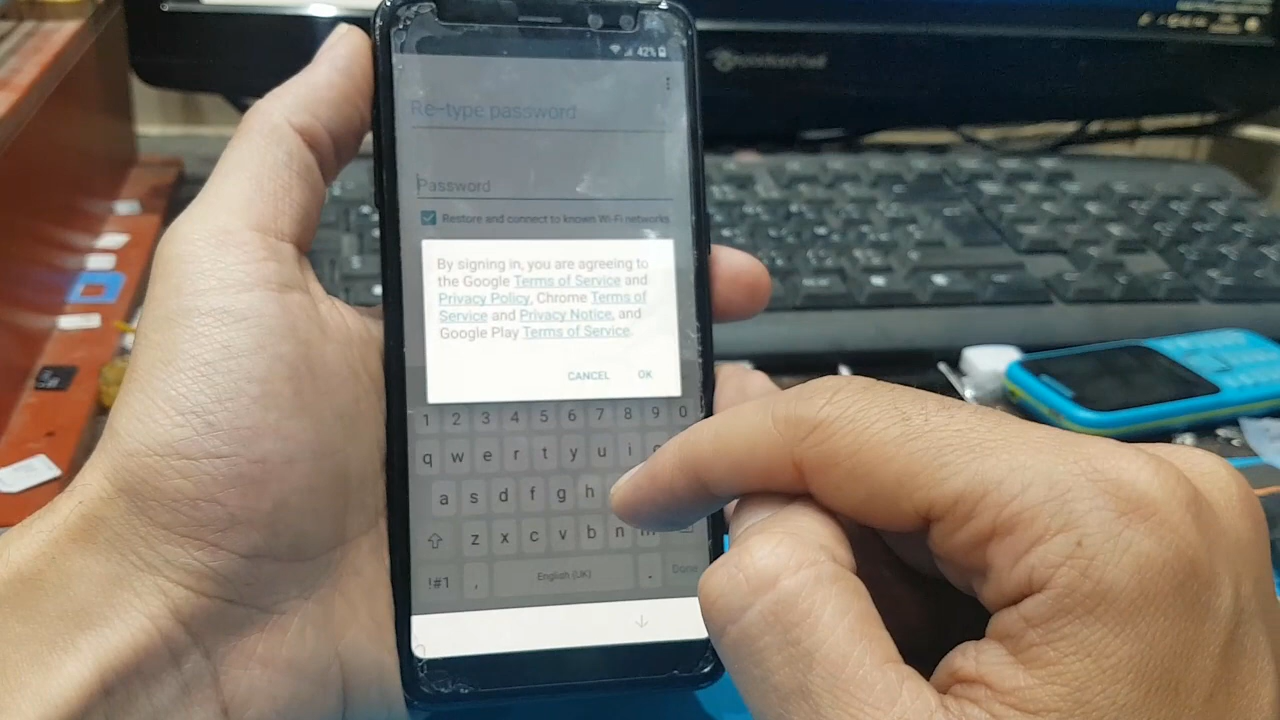 42%
Re-type password
Password
Restore and connect to known Wi-Fi networks
By signing in, you are agreeing to
the Google Terms of Service and
Privacy Policy, Chrome Terms of
Service and Privacy Notice, and
Google Play Terms of Service.
CANCEL OK
1 2 3 4 5 6 7 8 9 0
q w e r t y u i
a s d f g h
z x c v b n m
!#1 , English (UK) . Done